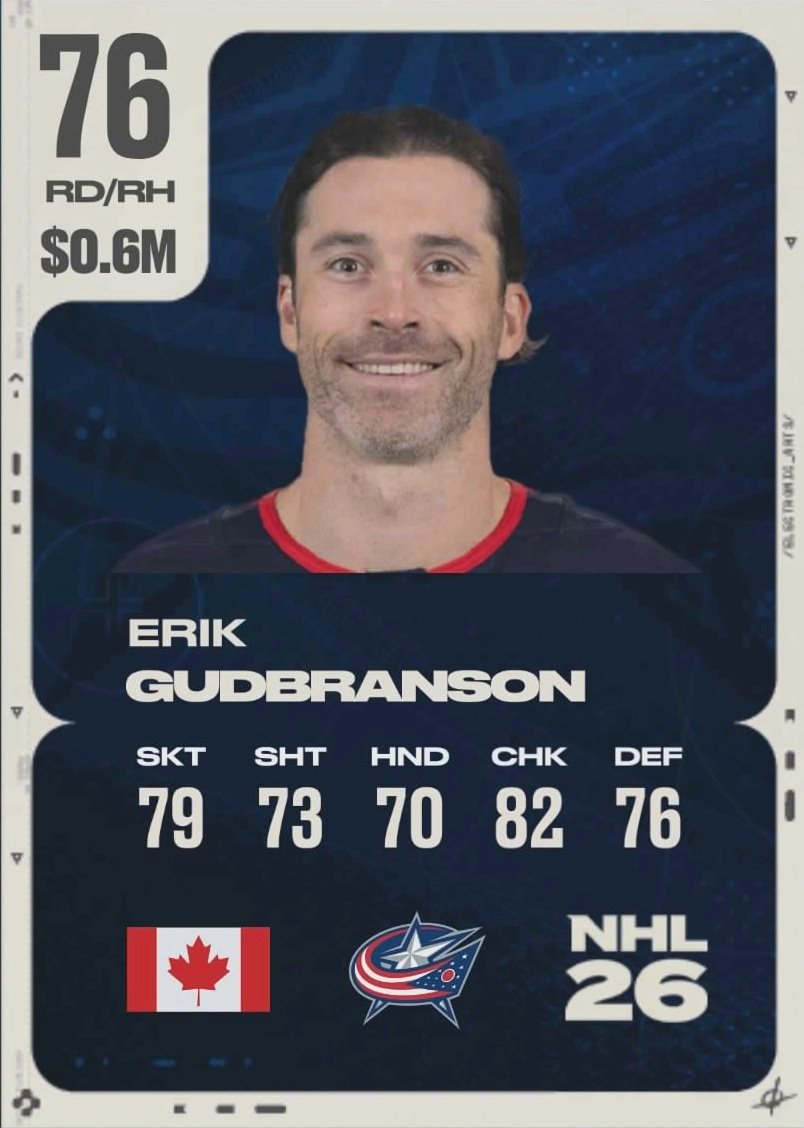 76
RD/RH
$0.6M
ERIK
GUDBRANSON
SKT SHT HND CHK DEF
79 73 70 82 76
NHL
26